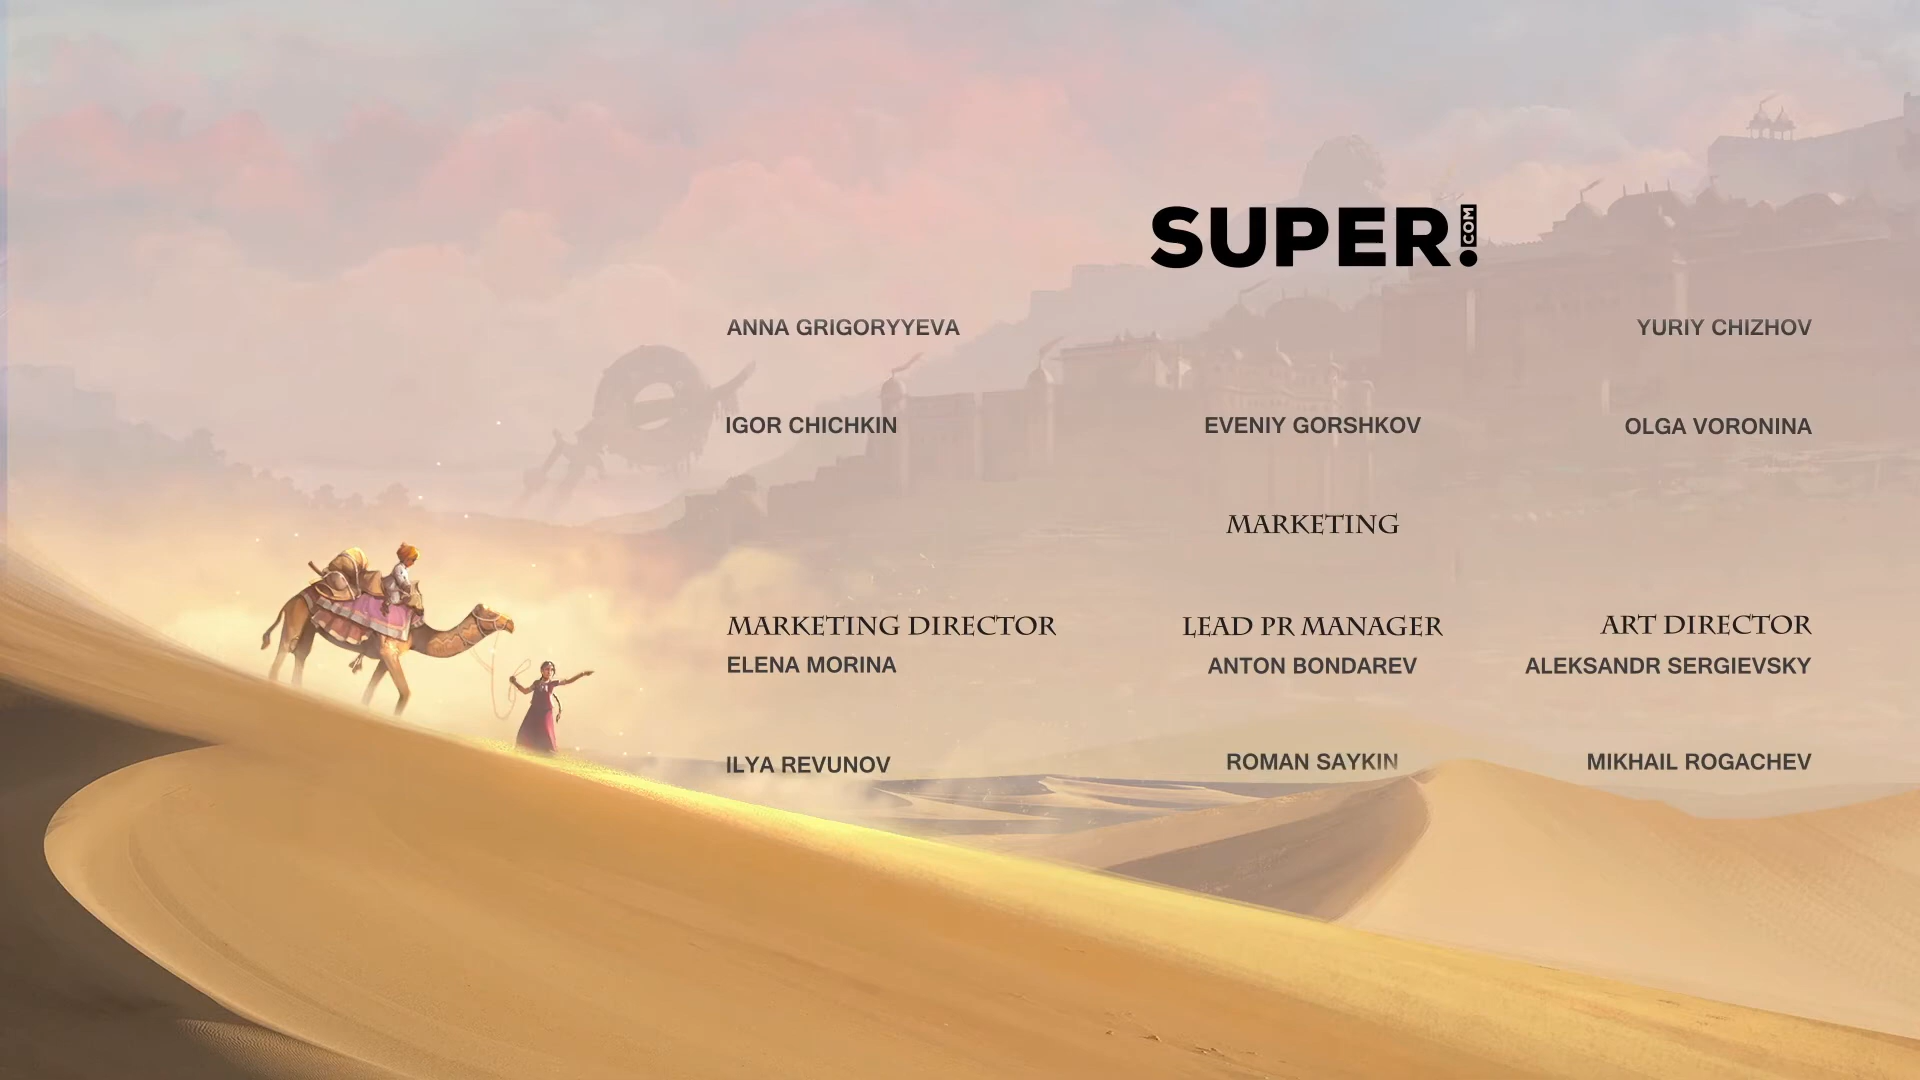 SUPER!COM
ANNA GRIGORYYEVA YURIY CHIZHOV
IGOR CHICHKIN EVENIY GORSHKOV OLGA VORONINA
MARKETING
MARKETING DIRECTOR LEAD PR MANAGER ART DIRECTOR
ELENA MORINA ANTON BONDAREV ALEKSANDR SERGIEVSKY
ILYA REVUNOV ROMAN SAYKIN MIKHAIL ROGACHEV